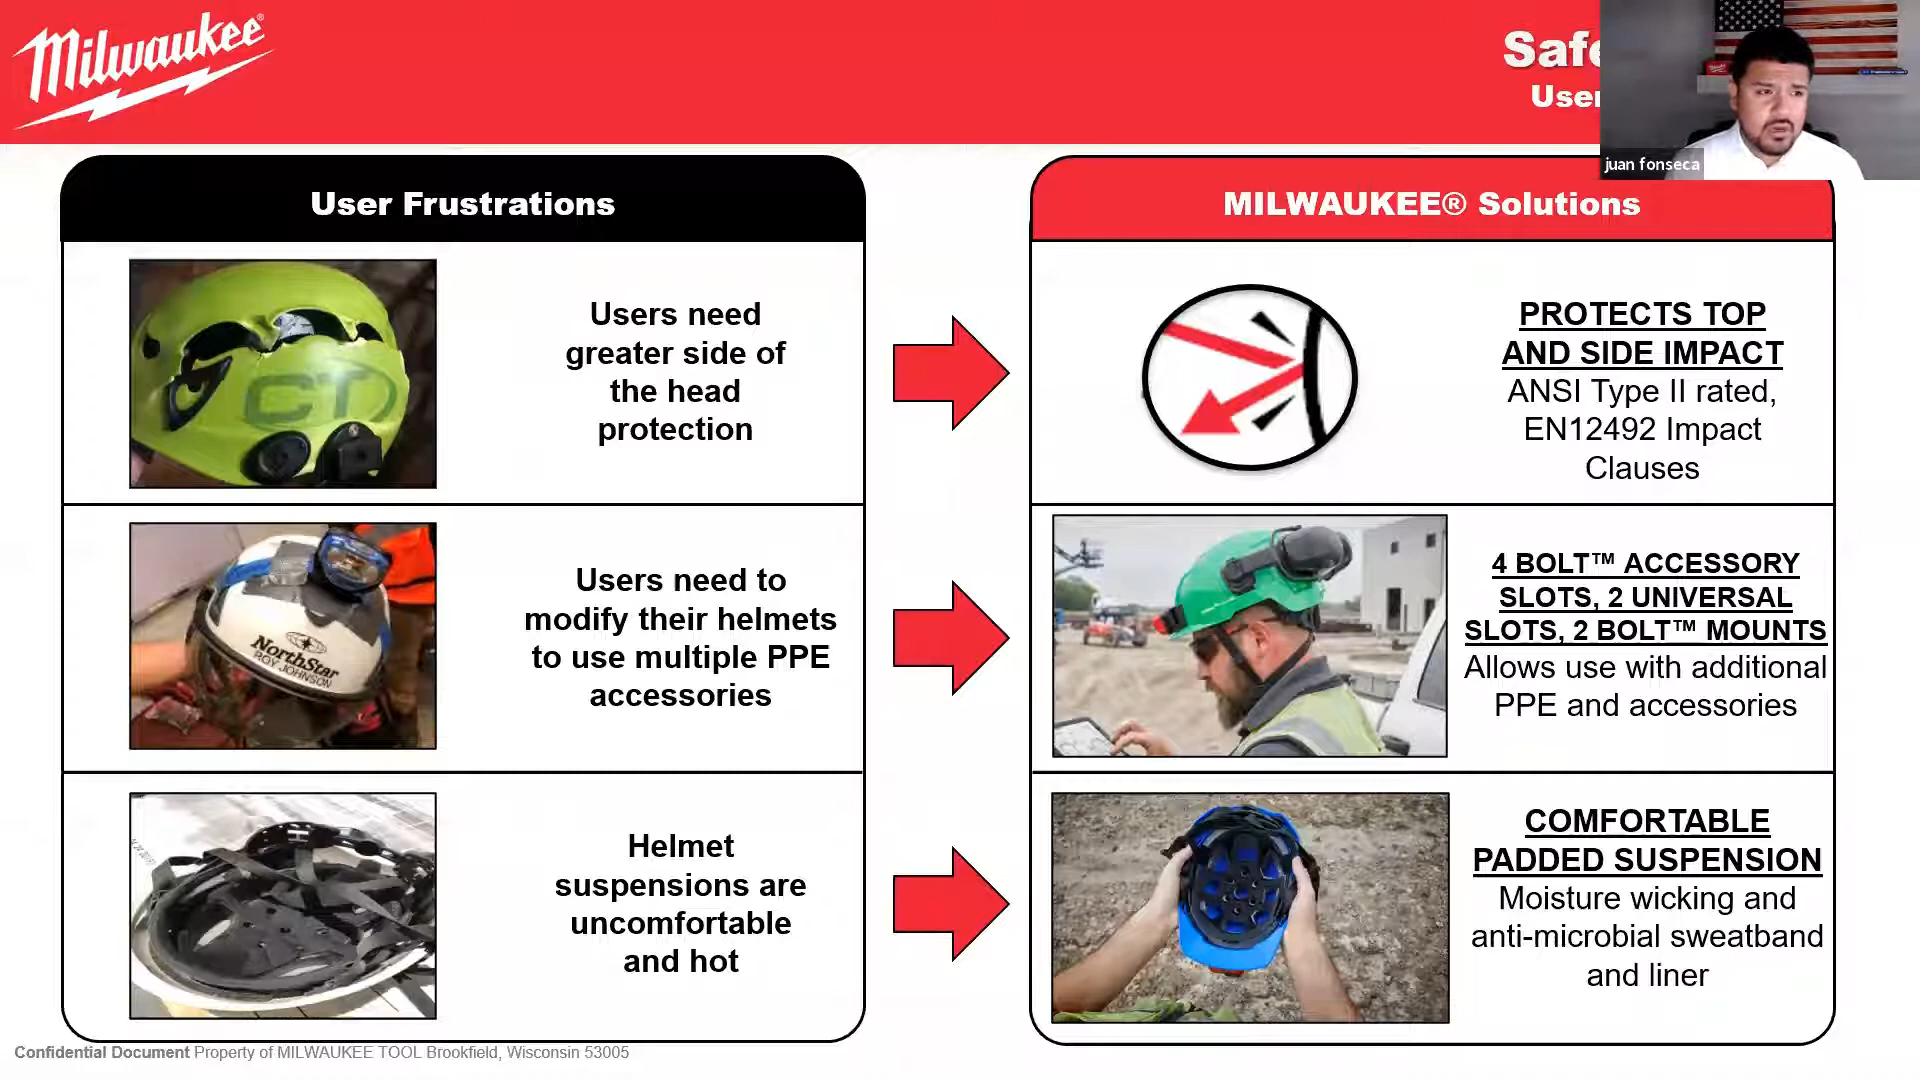 Milwaukee
Safe
User
juan fonseca
User Frustrations
MILWAUKEE® Solutions
CT
Users need
greater side of
the head
protection
PROTECTS TOP
AND SIDE IMPACT
ANSI Type II rated,
EN12492 Impact
Clauses
NorthStar
ROY JOHNSON
Users need to
modify their helmets
to use multiple PPE
accessories
4 BOLT™ ACCESSORY
SLOTS, 2 UNIVERSAL
SLOTS, 2 BOLT™ MOUNTS
Allows use with additional
PPE and accessories
Helmet
suspensions are
uncomfortable
and hot
COMFORTABLE
PADDED SUSPENSION
Moisture wicking and
anti-microbial sweatband
and liner
Confidential Document Property of MILWAUKEE TOOL Brookfield, Wisconsin 53005